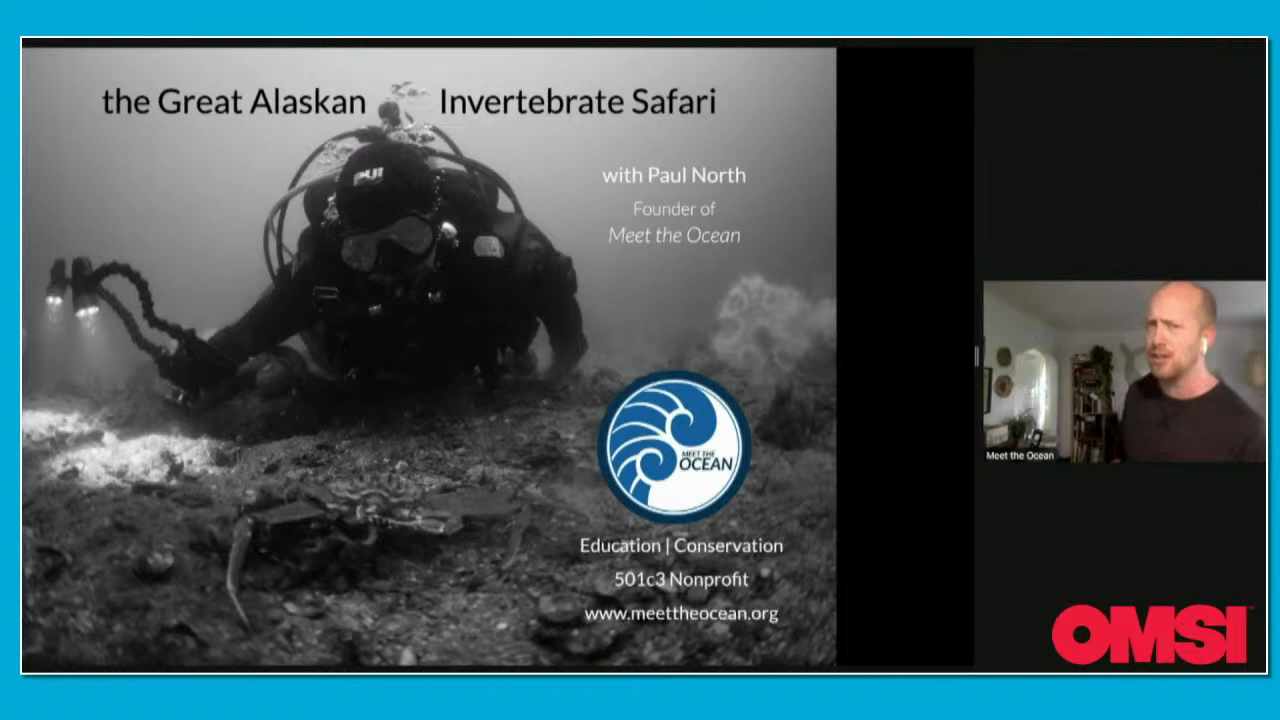 the Great Alaskan Invertebrate Safari
PUI
with Paul North
Founder of
Meet the Ocean
MEET THE
OCEAN
Education | Conservation
501c3 Nonprofit
www.meettheocean.org
Meet the Ocean
OMSI